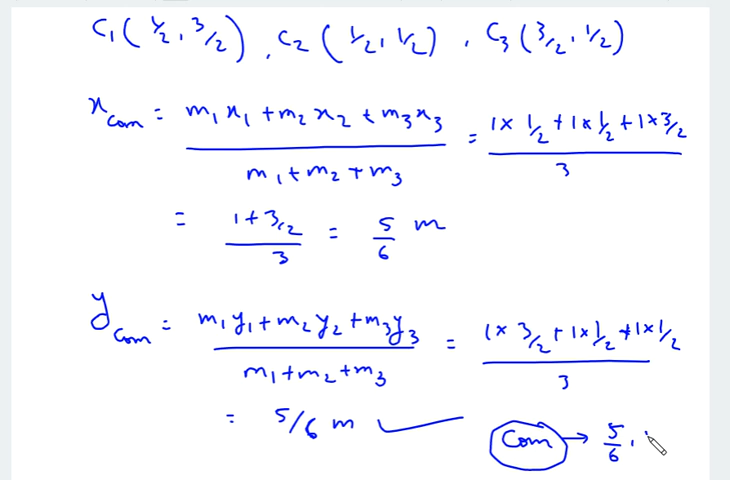 C₁(1/2, 3/2), C₂(1/2, 1/2), C₃(3/2, 1/2)
x_com = (m₁x₁ + m₂x₂ + m₃x₃)/(m₁ + m₂ + m₃) = (1 × 1/2 + 1 × 1/2 + 1 × 3/2)/3
= (1 + 3/2)/3 = 5/6 m
y_com = (m₁y₁ + m₂y₂ + m₃y₃)/(m₁ + m₂ + m₃) = (1 × 3/2 + 1 × 1/2 + 1 × 1/2)/3
= 5/6 m
Com → 5/6,